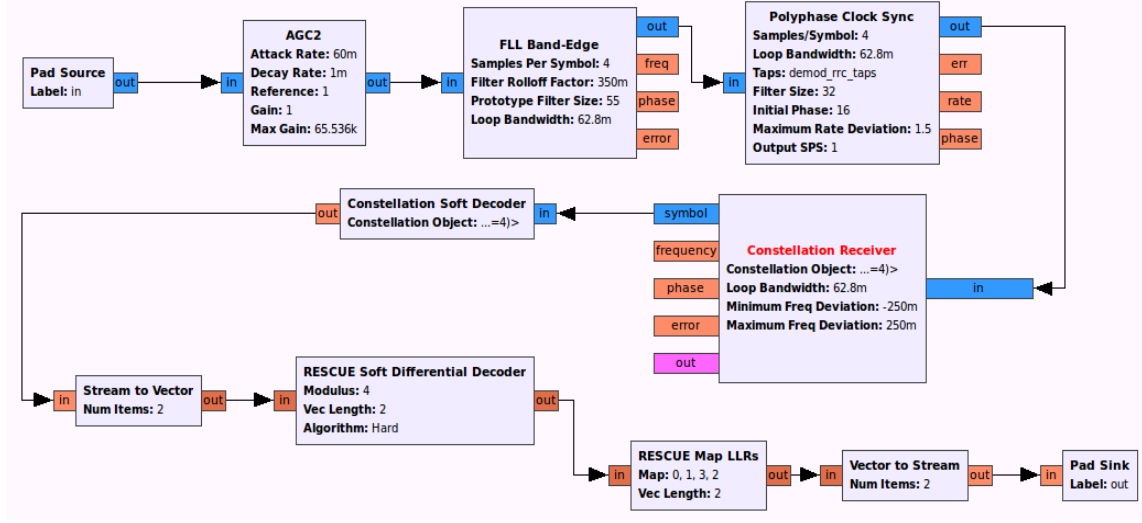 Pad Source
Label: in
out
in
AGC2
Attack Rate: 60m
Decay Rate: 1m
Reference: 1
Gain: 1
Max Gain: 65.536k
out
in
FLL Band-Edge
Samples Per Symbol: 4
Filter Rolloff Factor: 350m
Prototype Filter Size: 55
Loop Bandwidth: 62.8m
out
freq
phase
error
in
Polyphase Clock Sync
Samples/Symbol: 4
Loop Bandwidth: 62.8m
Taps: demod_rrc_taps
Filter Size: 32
Initial Phase: 16
Maximum Rate Deviation: 1.5
Output SPS: 1
out
err
rate
phase
out
Constellation Soft Decoder
Constellation Object: ...=4)>
in
symbol
frequency
phase
error
out
Constellation Receiver
Constellation Object: ...=4)>
Loop Bandwidth: 62.8m
Minimum Freq Deviation: -250m
Maximum Freq Deviation: 250m
in
in
Stream to Vector
Num Items: 2
out
in
RESCUE Soft Differential Decoder
Modulus: 4
Vec Length: 2
Algorithm: Hard
out
in
RESCUE Map LLRs
Map: 0, 1, 3, 2
Vec Length: 2
out
in
Vector to Stream
Num Items: 2
out
in
Pad Sink
Label: out